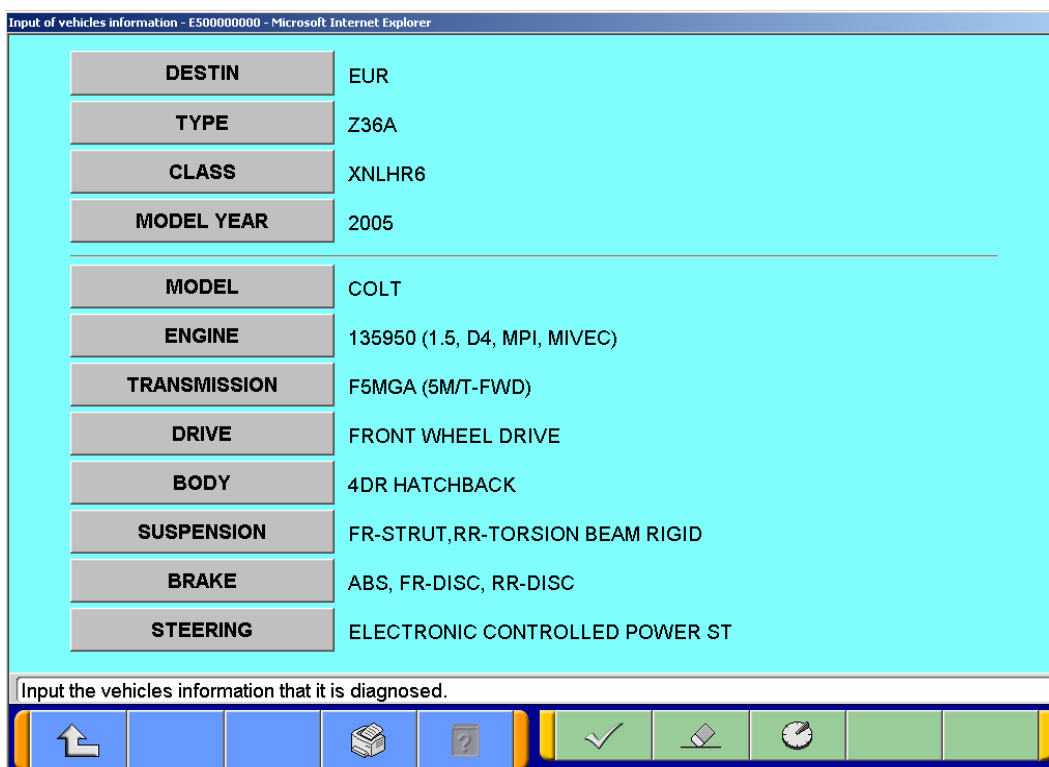 Input of vehicles information - E500000000 - Microsoft Internet Explorer
DESTIN EUR
TYPE Z36A
CLASS XNLHR6
MODEL YEAR 2005
MODEL COLT
ENGINE 135950 (1.5, D4, MPI, MIVEC)
TRANSMISSION F5MGA (5M/T-FWD)
DRIVE FRONT WHEEL DRIVE
BODY 4DR HATCHBACK
SUSPENSION FR-STRUT,RR-TORSION BEAM RIGID
BRAKE ABS, FR-DISC, RR-DISC
STEERING ELECTRONIC CONTROLLED POWER ST
Input the vehicles information that it is diagnosed.
?